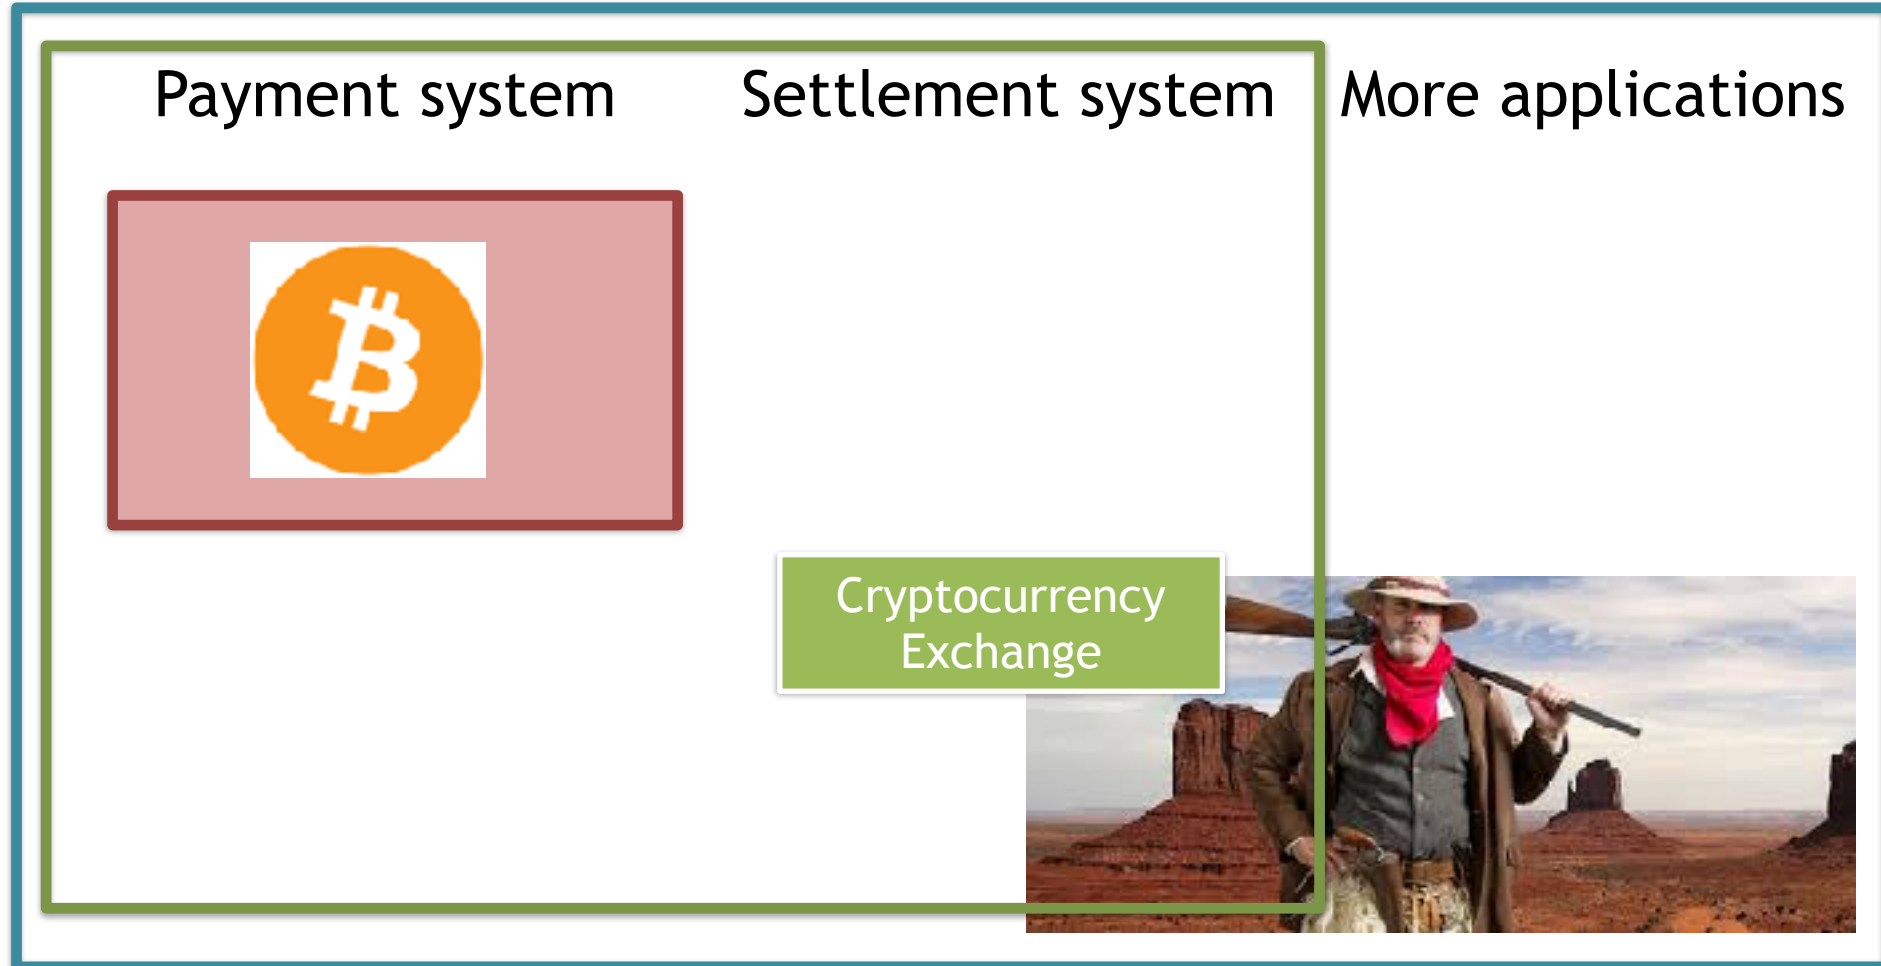 Payment system
Settlement system
More applications
Cryptocurrency
Exchange